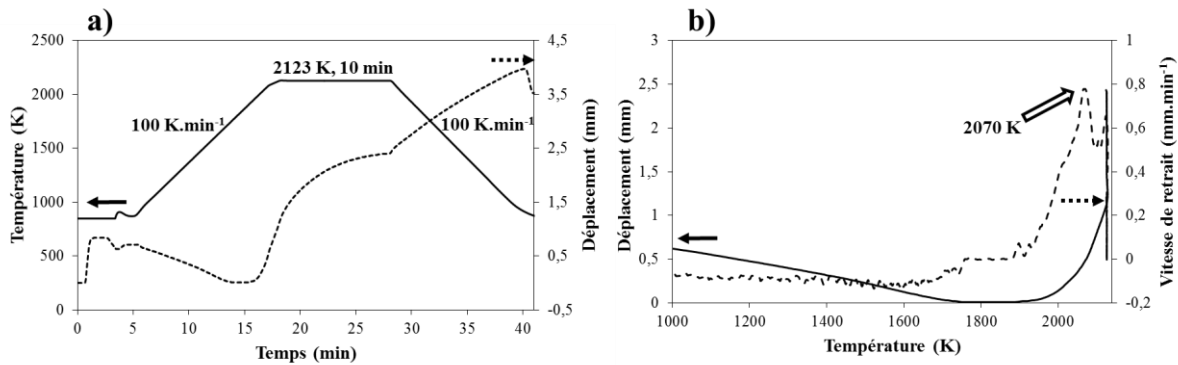 a)
2500
2000
1500
1000
500
0
Température (K)
2123 K, 10 min
100 K.min⁻¹
100 K.min⁻¹
4,5
3,5
2,5
1,5
0,5
-0,5
Déplacement (mm)
0 5 10 15 20 25 30 35 40
Temps (min)
b)
3
2,5
2
1,5
1
0,5
0
Déplacement (mm)
2070 K
1
0,8
0,6
0,4
0,2
0
-0,2
Vitesse de retrait (mm.min⁻¹)
1000 1200 1400 1600 1800 2000
Température (K)